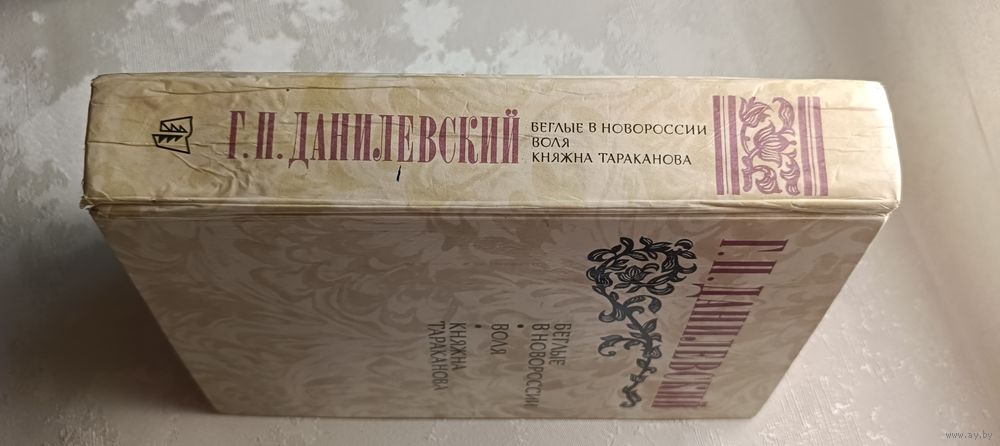 Г.П. ДАНИЛЕВСКИЙ
БЕГЛЫЕ В НОВОРОССИИ
ВОЛЯ
КНЯЖНА ТАРАКАНОВА
Г.П. ДАНИЛЕВСКИЙ
БЕГЛЫЕ
В НОВОРОССИИ
•
ВОЛЯ
•
КНЯЖНА
ТАРАКАНОВА
www.ay.by